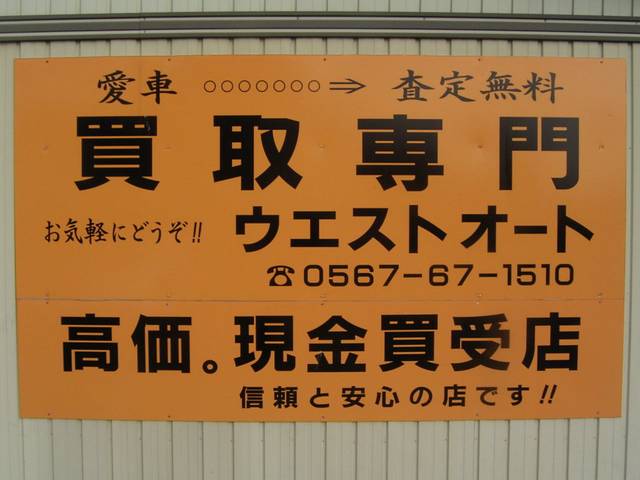 愛車 ○○○○○○○⇒ 査定無料
買取専門
お気軽にどうぞ!! ウエストオート
☎0567-67-1510
高価。現金買受店
信頼と安心の店です!!